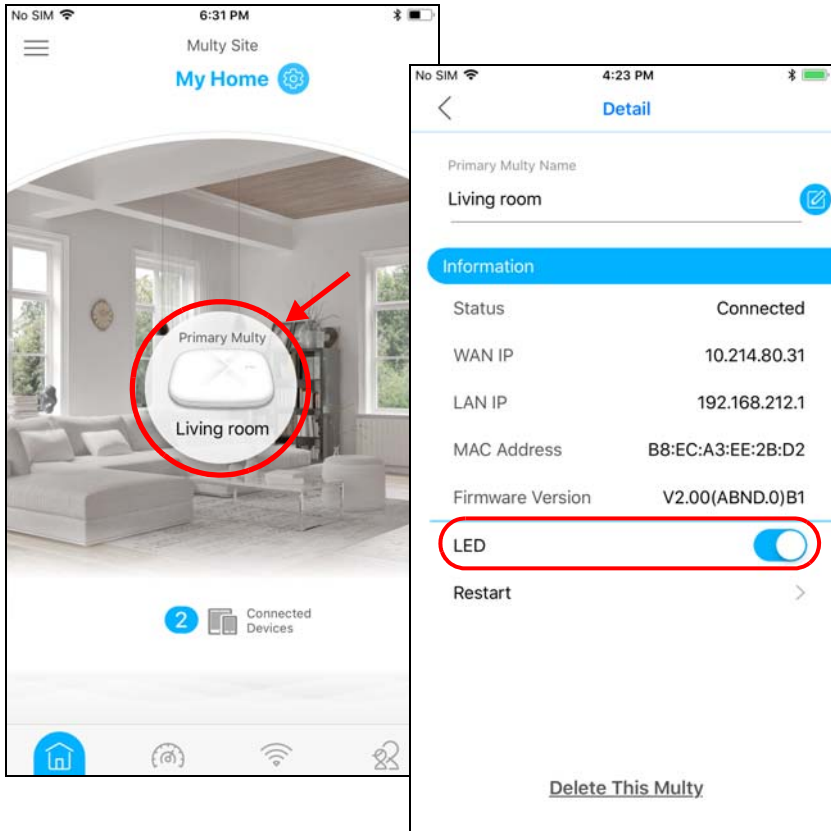 No SIM 6:31 PM
Multy Site
My Home
Primary Multy
Living room
2 Connected
Devices
No SIM 4:23 PM
Detail
Primary Multy Name
Living room
Information
Status Connected
WAN IP 10.214.80.31
LAN IP 192.168.212.1
MAC Address B8:EC:A3:EE:2B:D2
Firmware Version V2.00(ABND.0)B1
LED
Restart
Delete This Multy